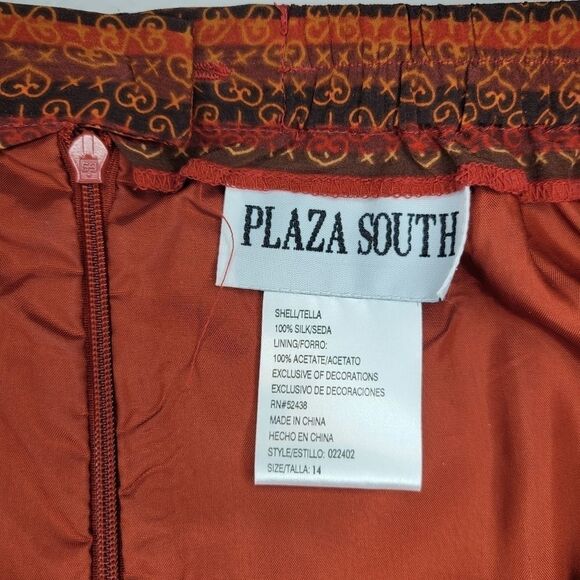 PLAZA SOUTH
SHELL/TELLA
100% SILK/SEDA
LINING/FORRO:
100% ACETATE/ACETATO
EXCLUSIVE OF DECORATIONS
EXCLUSIVO DE DECORACIONES
RN#52438
MADE IN CHINA
HECHO EN CHINA
STYLE/ESTILLO: 022402
SIZE/TALLA: 14